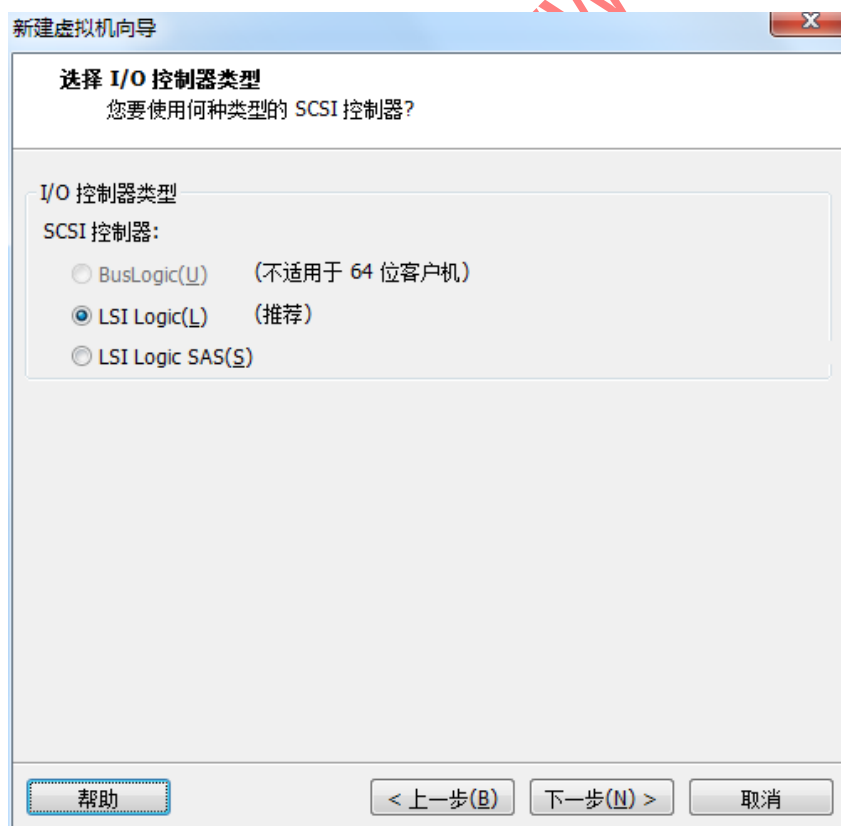 新建虚拟机向导
选择 I/O 控制器类型
您要使用何种类型的 SCSI 控制器?
I/O 控制器类型
SCSI 控制器:
BusLogic(U) (不适用于 64 位客户机)
LSI Logic(L) (推荐)
LSI Logic SAS(S)
帮助 < 上一步(B) 下一步(N) > 取消